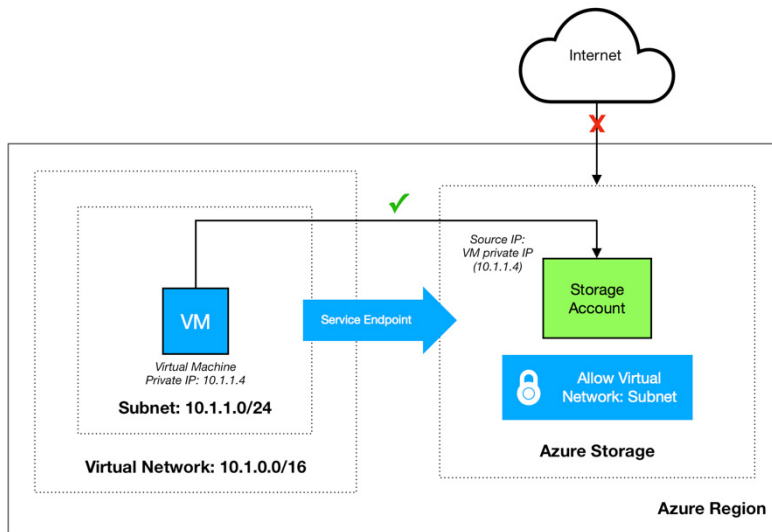 Internet
Source IP:
VM private IP
(10.1.1.4)
Storage
Account
VM
Service Endpoint
Virtual Machine
Private IP: 10.1.1.4
Allow Virtual
Network: Subnet
Subnet: 10.1.1.0/24
Azure Storage
Virtual Network: 10.1.0.0/16
Azure Region